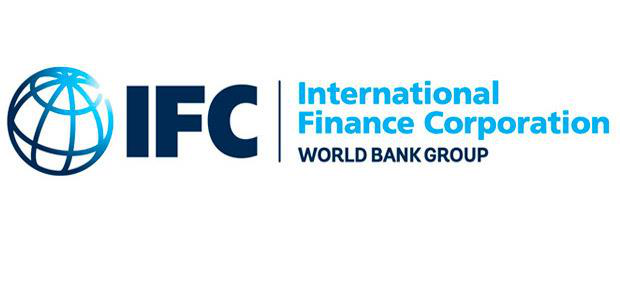 IFC
International
Finance Corporation
WORLD BANK GROUP